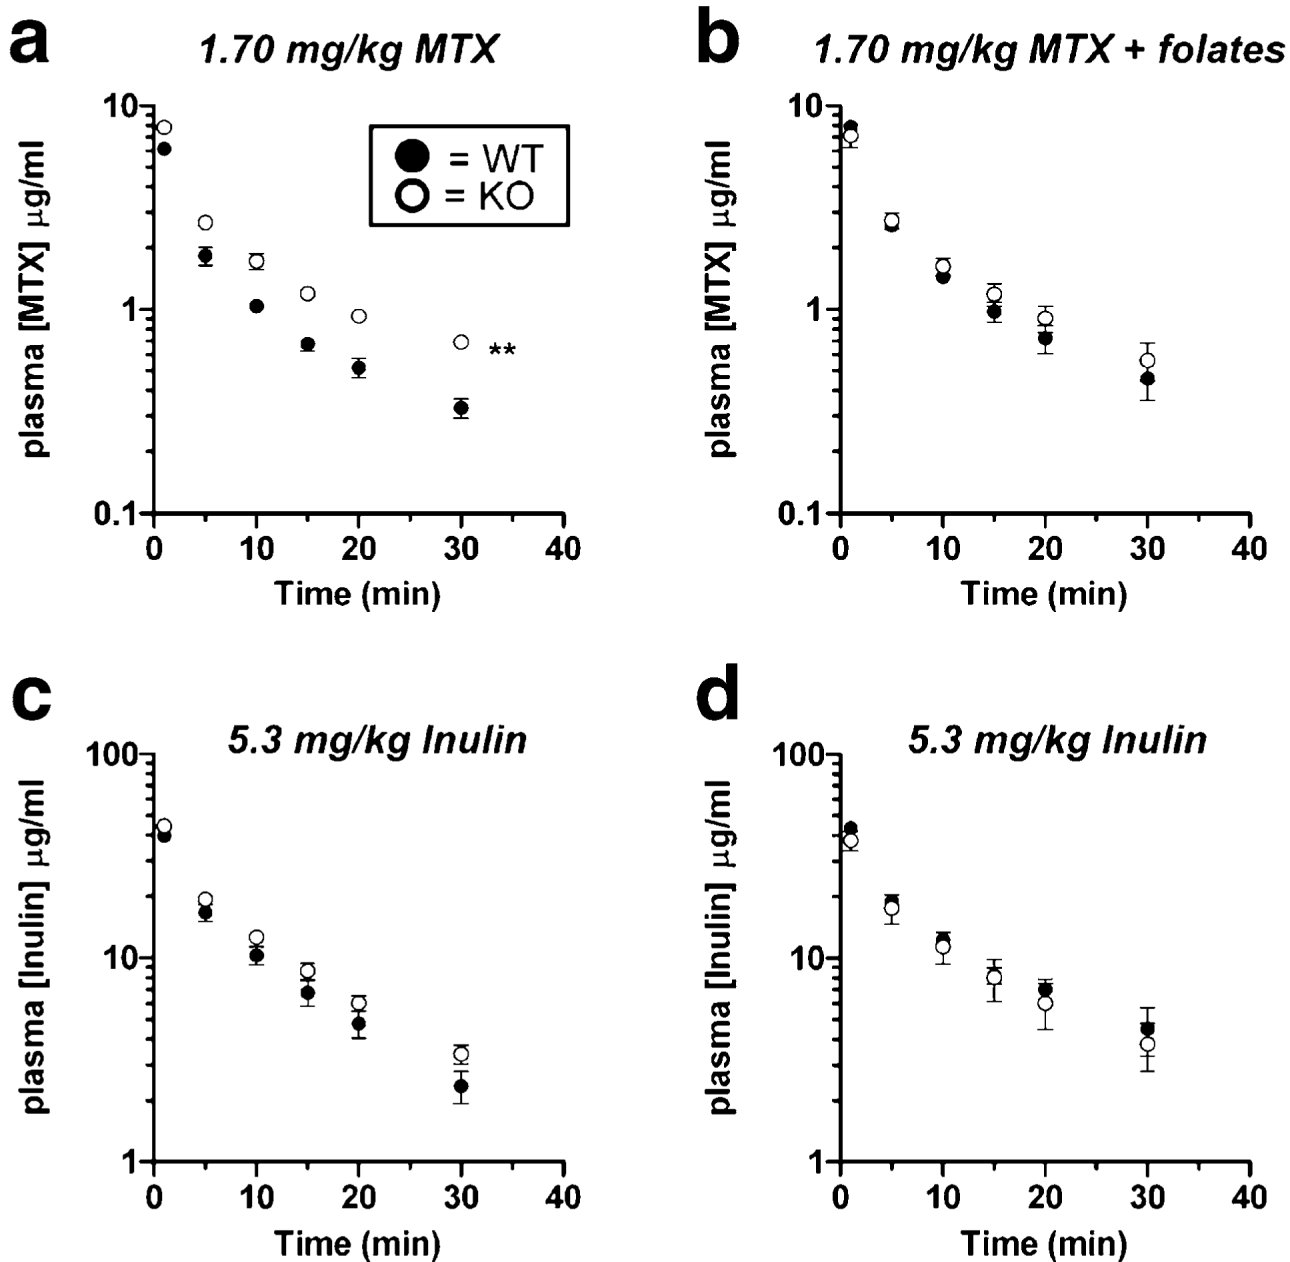 a
1.70 mg/kg MTX
plasma [MTX] µg/ml
10
1
0.1
= WT
= KO
**
0 10 20 30 40
Time (min)
b
1.70 mg/kg MTX + folates
plasma [MTX] µg/ml
10
1
0.1
0 10 20 30 40
Time (min)
c
5.3 mg/kg Inulin
plasma [Inulin] µg/ml
100
10
1
0 10 20 30 40
Time (min)
d
5.3 mg/kg Inulin
plasma [Inulin] µg/ml
100
10
1
0 10 20 30 40
Time (min)